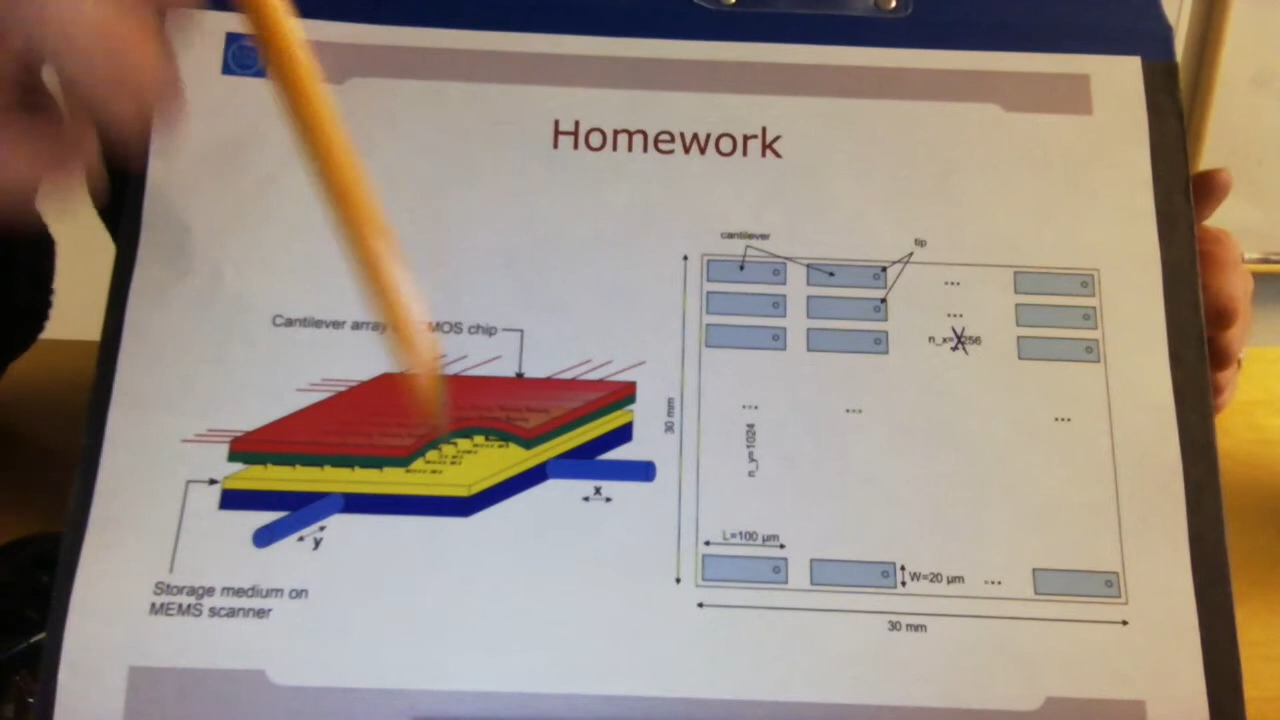 Homework
cantilever
tip
Cantilever array CMOS chip
...
...
n_x=256
30 mm
...
...
...
n_y=1024
x
y
L=100 µm
W=20 µm
...
Storage medium on
MEMS scanner
30 mm